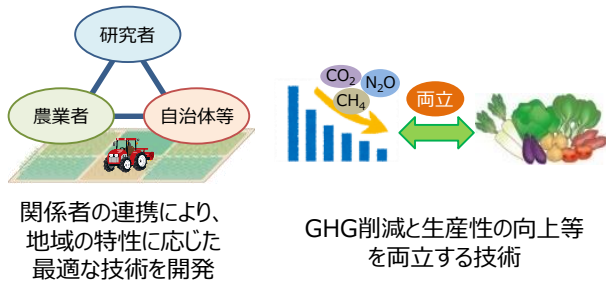 研究者
農業者
自治体等
関係者の連携により、
地域の特性に応じた
最適な技術を開発
CO2
N2O
CH4
両立
GHG削減と生産性の向上等
を両立する技術